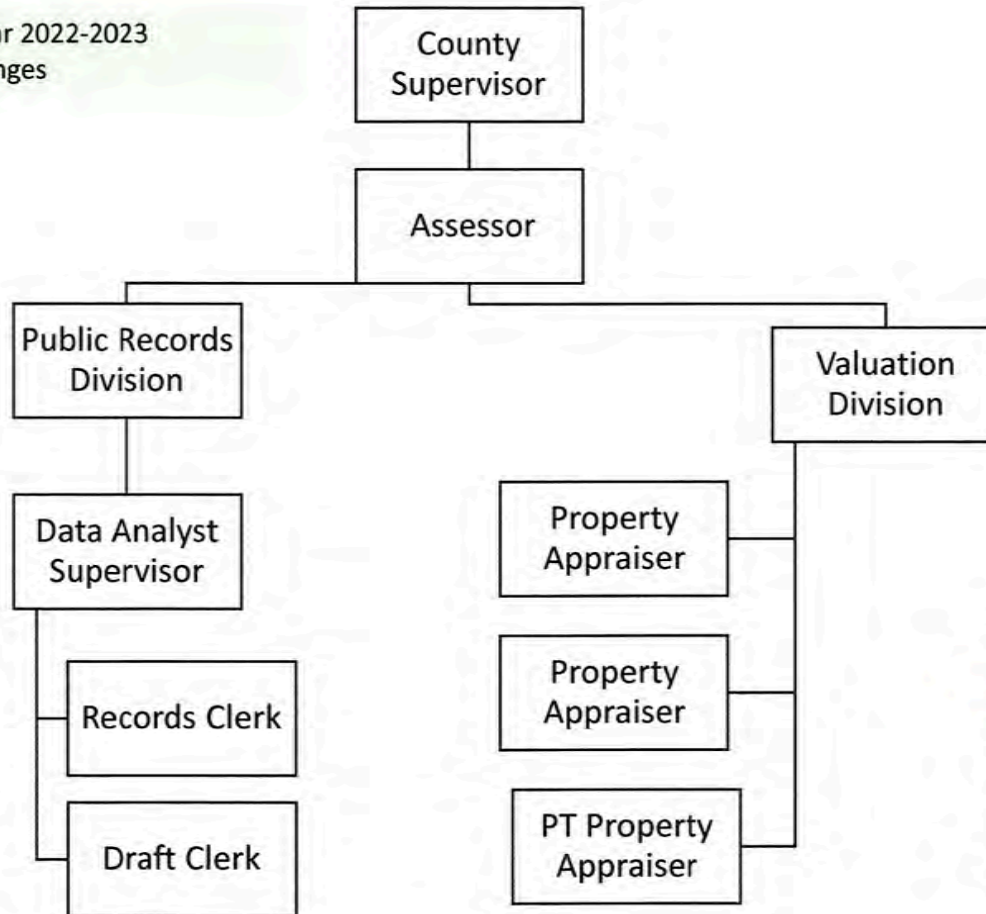 r 2022-2023
nges
County
Supervisor
Assessor
Public Records
Division
Valuation
Division
Data Analyst
Supervisor
Property
Appraiser
Records Clerk
Property
Appraiser
Draft Clerk
PT Property
Appraiser